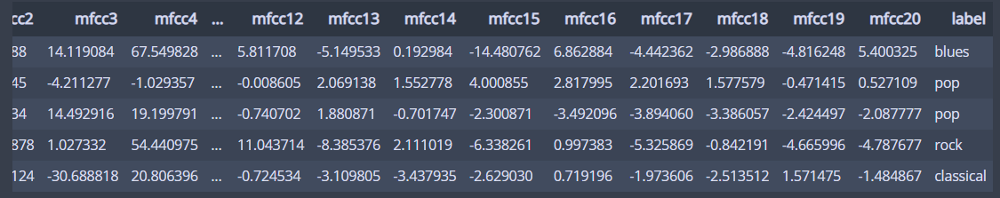 cc2 mfcc3 mfcc4 ... mfcc12 mfcc13 mfcc14 mfcc15 mfcc16 mfcc17 mfcc18 mfcc19 mfcc20 label
88 14.119084 67.549828 ... 5.811708 -5.149533 0.192984 -14.480762 6.862884 -4.442362 -2.986888 -4.816248 5.400325 blues
45 -4.211277 -1.029357 ... -0.008605 2.069138 1.552778 4.000855 2.817995 2.201693 1.577579 -0.471415 0.527109 pop
34 14.492916 19.199791 ... -0.740702 1.880871 -0.701747 -2.300871 -3.492096 -3.894060 -3.386057 -2.424497 -2.087777 pop
878 1.027332 54.440975 ... 11.043714 -8.385376 2.111019 -6.338261 0.997383 -5.325869 -0.842191 -4.665996 -4.787677 rock
124 -30.688818 20.806396 ... -0.724534 -3.109805 -3.437935 -2.629030 0.719196 -1.973606 -2.513512 1.571475 -1.484867 classical